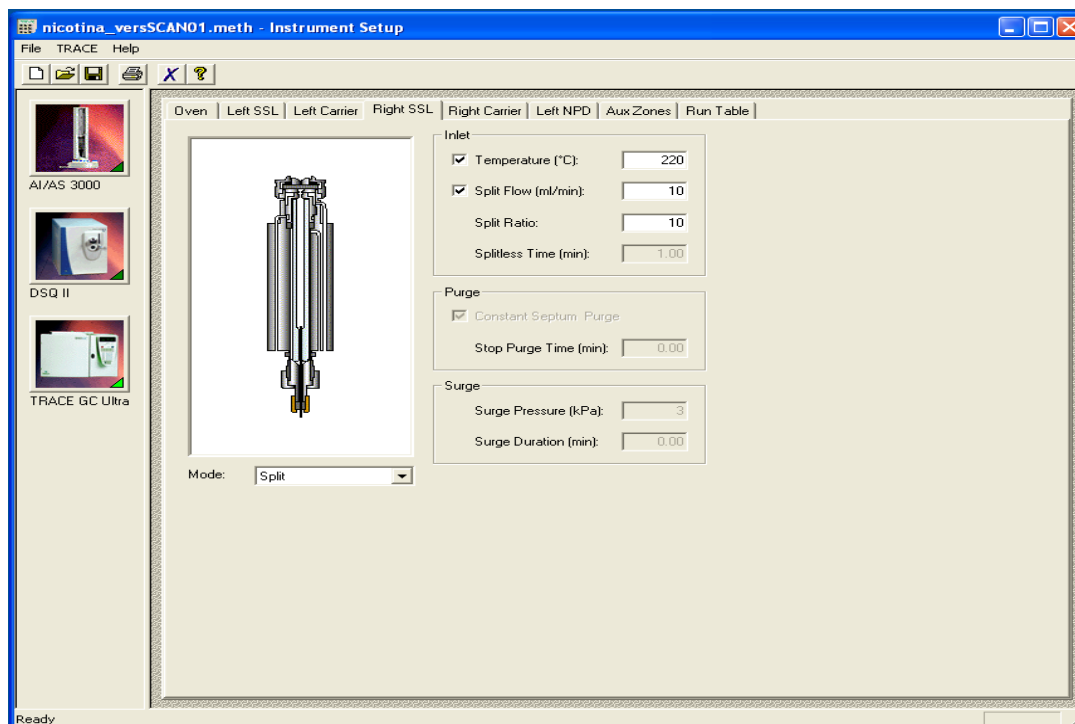 nicotina_versSCAN01.meth - Instrument Setup
File TRACE Help
Oven Left SSL Left Carrier Right SSL Right Carrier Left NPD Aux Zones Run Table
AI/AS 3000
DSQ II
TRACE GC Ultra
Mode: Split
Inlet
Temperature (°C): 220
Split Flow (ml/min): 10
Split Ratio: 10
Splitless Time (min): 1.00
Purge
Constant Septum Purge
Stop Purge Time (min): 0.00
Surge
Surge Pressure (kPa): 3
Surge Duration (min): 0.00
Ready